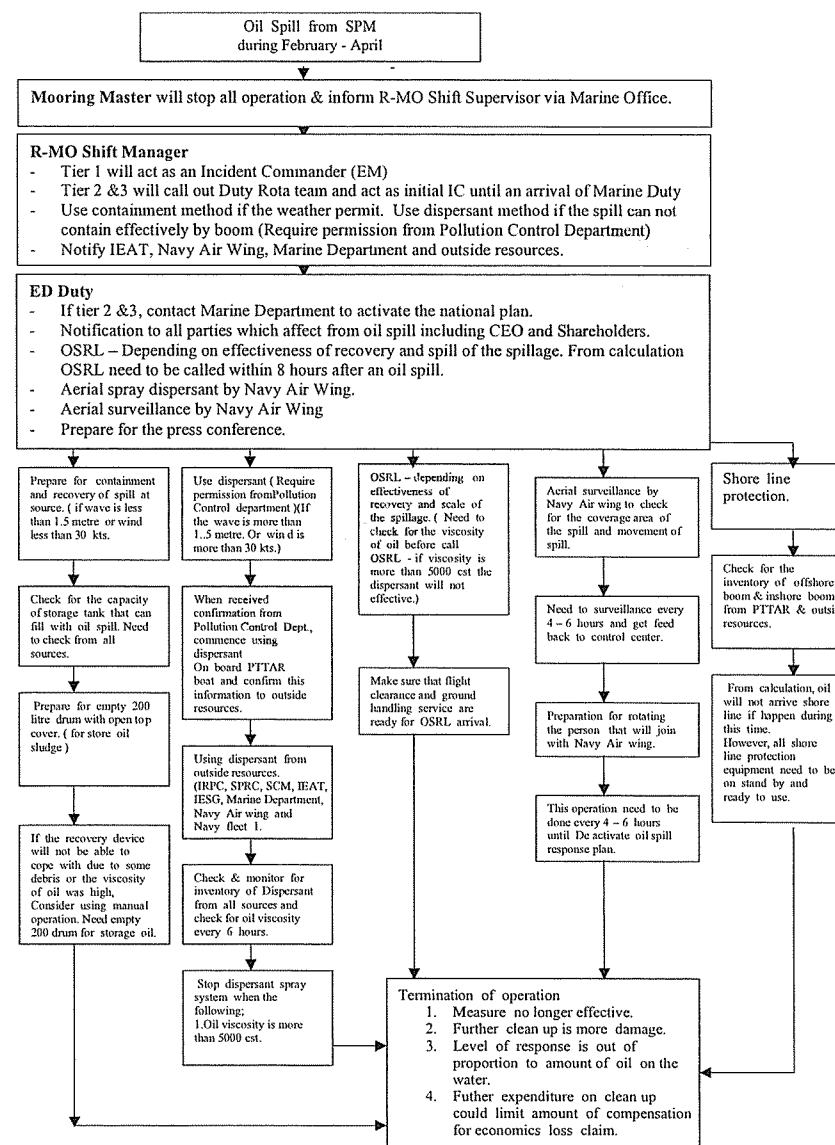 Oil Spill from SPM
during February - April
Mooring Master will stop all operation & inform R-MO Shift Supervisor via Marine Office.
R-MO Shift Manager
- Tier 1 will act as an Incident Commander (EM)
- Tier 2 &3 will call out Duty Rota team and act as initial IC until an arrival of Marine Duty
- Use containment method if the weather permit. Use dispersant method if the spill can not
contain effectively by boom (Require permission from Pollution Control Department)
- Notify IEAT, Navy Air Wing, Marine Department and outside resources.
ED Duty
- If tier 2 &3, contact Marine Department to activate the national plan.
- Notification to all parties which affect from oil spill including CEO and Shareholders.
- OSRL – Depending on effectiveness of recovery and spill of the spillage. From calculation
OSRL need to be called within 8 hours after an oil spill.
- Aerial spray dispersant by Navy Air Wing.
- Aerial surveillance by Navy Air Wing
- Prepare for the press conference.
Prepare for containment
and recovery of spill at
source. ( if wave is less
than 1.5 metre or wind
less than 30 kts.
Check for the capacity
of storage tank that can
fill with oil spill. Need
to check from all
sources.
Prepare for empty 200
litre drum with open top
cover. ( for store oil
sludge )
If the recovery device
will not be able to
cope with due to some
debris or the viscosity
of oil was high,
Consider using manual
operation. Need empty
200 drum for storage oil.
Use dispersant ( Require
permission fromPollution
Control department )(If
the wave is more than
1..5 metre. Or win d is
more than 30 kts.)
When received
confirmation from
Pollution Control Dept.,
commence using
dispersant
On board PTTAR
boat and confirm this
information to outside
resources.
Using dispersant from
outside resources.
(IRPC, SPRC, SCM, IEAT,
IESG, Marine Department,
Navy Air wing and
Navy fleet 1.
Check & monitor for
inventory of Dispersant
from all sources and
check for oil viscosity
every 6 hours.
Stop dispersant spray
system when the
following;
1.Oil viscosity is more
than 5000 cst.
OSRL – depending on
effectiveness of
recovery and scale of
the spillage. ( Need to
check for the viscosity
of oil before call
OSRL - if viscosity is
more than 5000 cst the
dispersant will not
effective.)
Make sure that flight
clearance and ground
handling service are
ready for OSRL arrival.
Aerial surveillance by
Navy Air wing to check
for the coverage area of
the spill and movement of
spill.
Need to surveillance every
4 – 6 hours and get feed
back to control center.
Preparation for rotating
the person that will join
with Navy Air wing.
This operation need to be
done every 4 – 6 hours
until De activate oil spill
response plan.
Shore line
protection.
Check for the
inventory of offshore
boom & inshore boom
from PTTAR & outsi
resources.
From calculation, oil
will not arrive shore
line if happen during
this time.
However, all shore
line protection
equipment need to be
on stand by and
ready to use.
Termination of operation
1. Measure no longer effective.
2. Further clean up is more damage.
3. Level of response is out of
proportion to amount of oil on the
water.
4. Futher expenditure on clean up
could limit amount of compensation
for economics loss claim.